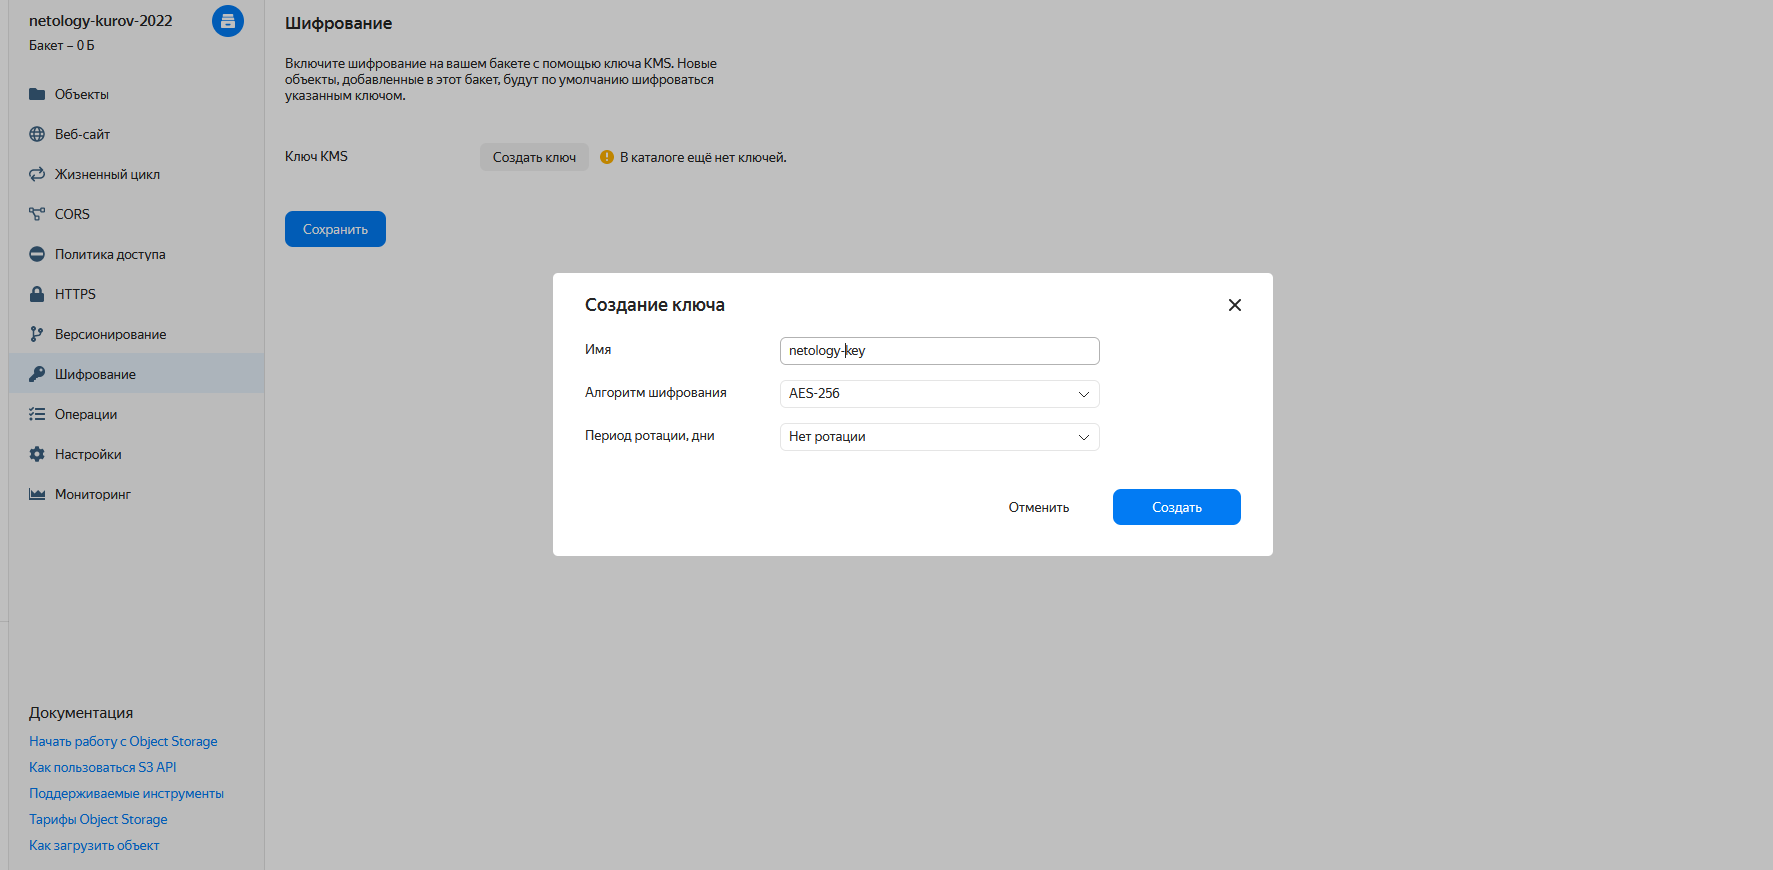 netology-kurov-2022
Бакет – 0 Б
Объекты
Веб-сайт
Жизненный цикл
CORS
Политика доступа
HTTPS
Версионирование
Шифрование
Операции
Настройки
Мониторинг
Документация
Начать работу с Object Storage
Как пользоваться S3 API
Поддерживаемые инструменты
Тарифы Object Storage
Как загрузить объект
Шифрование
Включите шифрование на вашем бакете с помощью ключа KMS. Новые
объекты, добавленные в этот бакет, будут по умолчанию шифроваться
указанным ключом.
Ключ KMS
Создать ключ
В каталоге ещё нет ключей.
Сохранить
Создание ключа
Имя
netology-key
Алгоритм шифрования
AES-256
Период ротации, дни
Нет ротации
Отменить
Создать